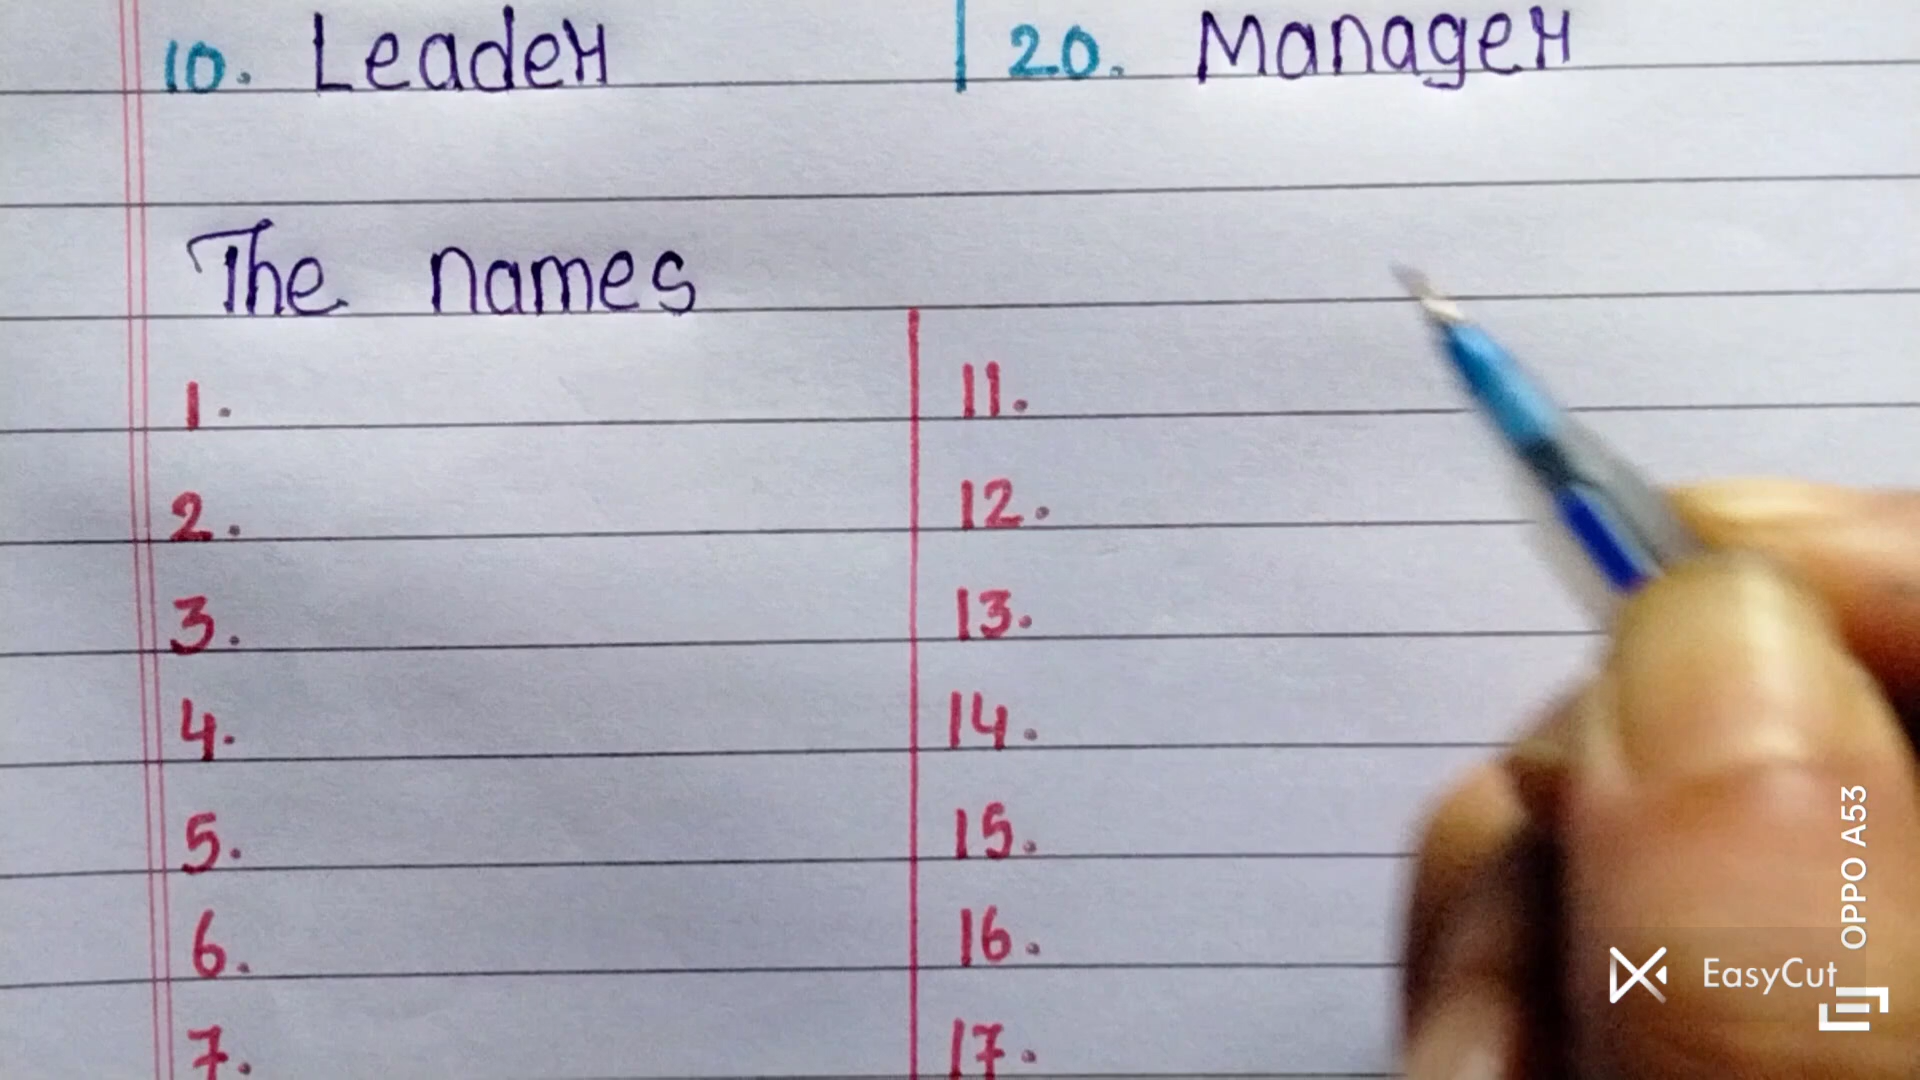 10. Leader 20. Manager
The names
1. 11.
2. 12.
3. 13.
4. 14.
5. 15.
6. 16.
7. 17.
OPPO A53
EasyCut